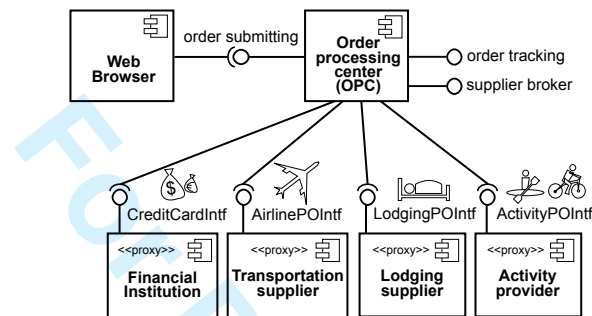 order submitting
Web
Browser
Order
processing
center
(OPC)
order tracking
supplier broker
$
€
CreditCardIntf
AirlinePOIntf
LodgingPOIntf
ActivityPOIntf
<<proxy>>
Financial
Institution
<<proxy>>
Transportation
supplier
<<proxy>>
Lodging
supplier
<<proxy>>
Activity
provider
For